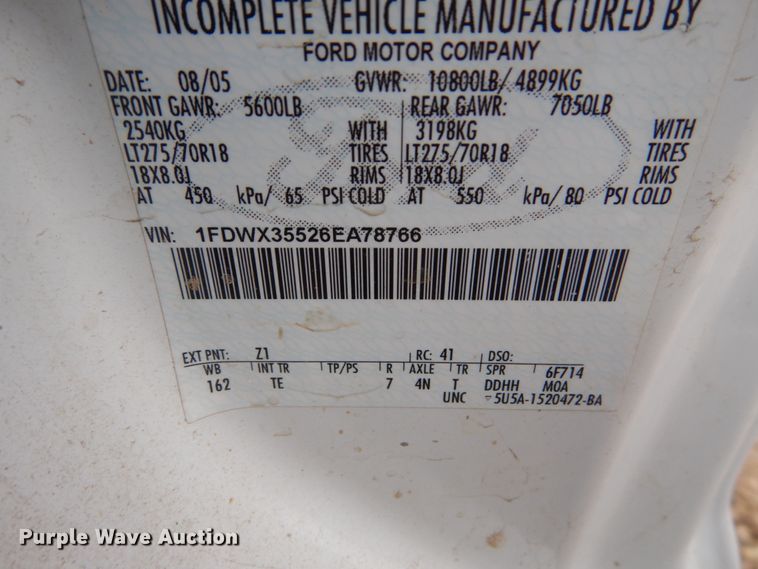 INCOMPLETE VEHICLE MANUFACTURED BY
FORD MOTOR COMPANY
DATE: 08/05 GVWR: 10800LB/ 4899KG
FRONT GAWR: 5600LB REAR GAWR: 7050LB
2540KG WITH 3198KG WITH
LT275/70R18 TIRES LT275/70R18 TIRES
18X8.0J RIMS 18X8.0J RIMS
AT 450 kPa/ 65 PSI COLD AT 550 kPa/ 80 PSI COLD
VIN: 1FDWX35526EA78766
EXT PNT: Z1 RC: 41 DSO:
WB INT TR TP/PS R AXLE TR SPR 6F714
162 TE 7 4N T DDHH M0A
UNC 5U5A-1520472-BA
Purple Wave Auction